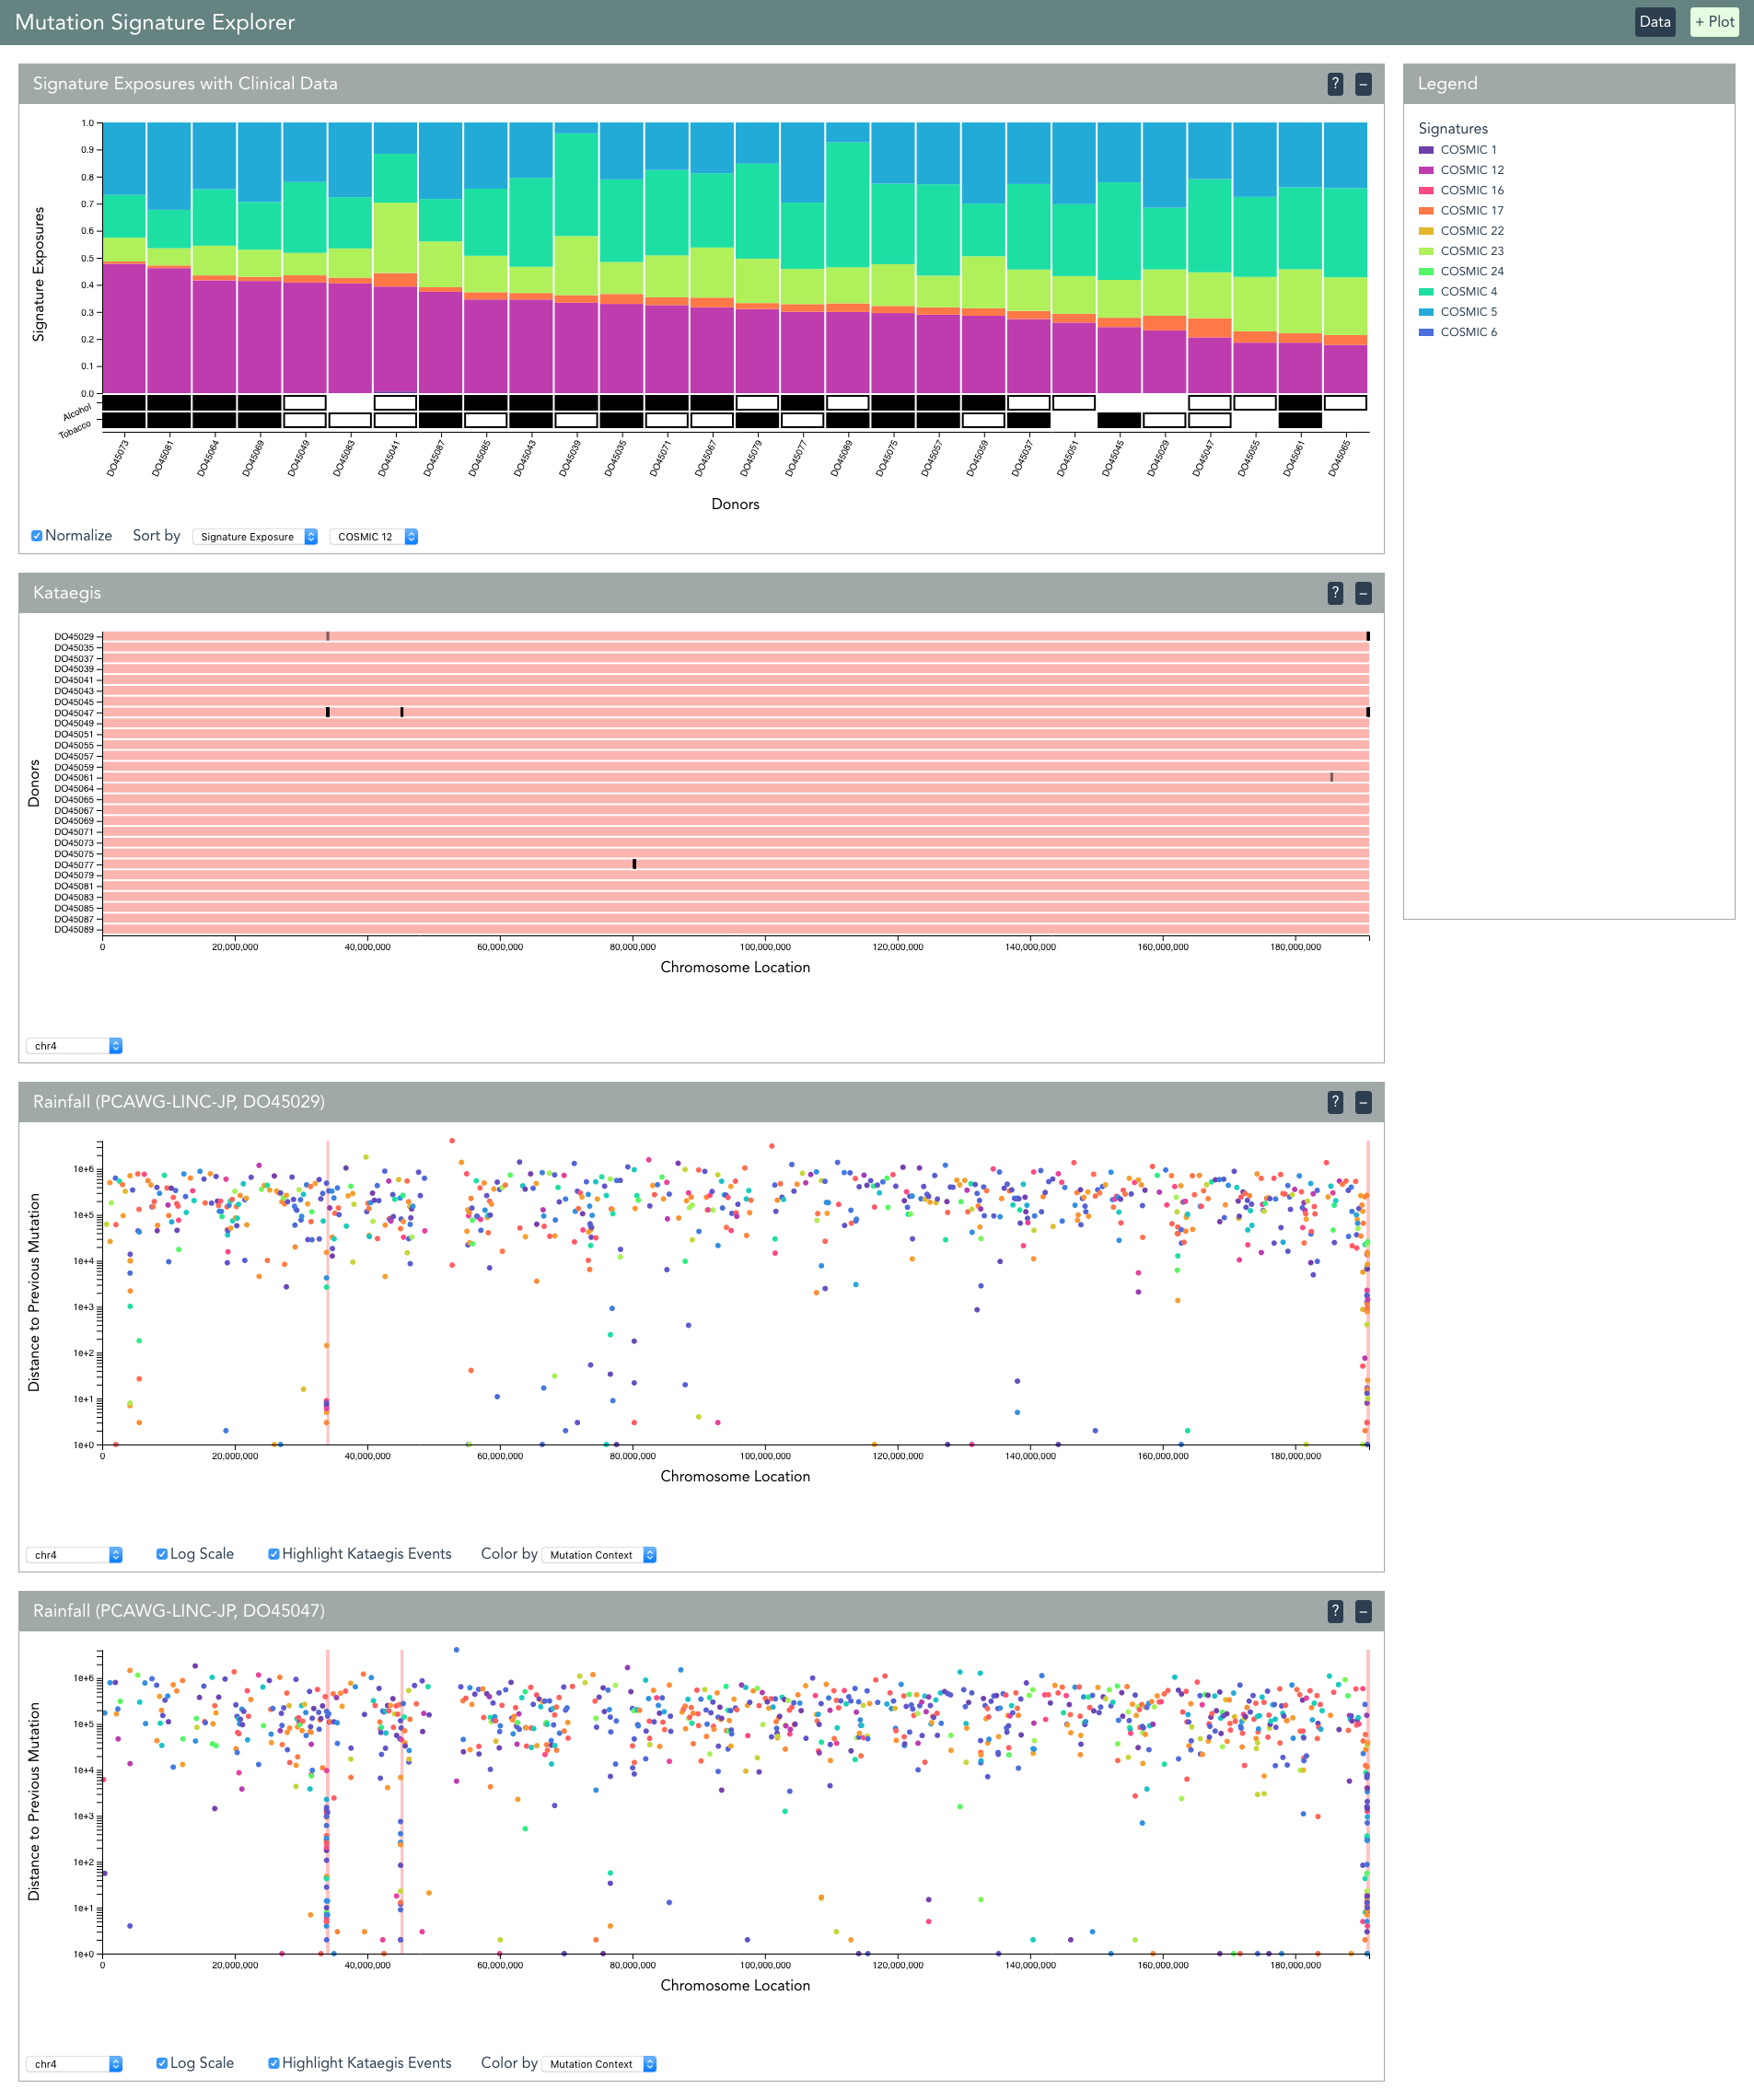 Mutation Signature Explorer
Data
+ Plot
Signature Exposures with Clinical Data
?
–
Signature Exposures
1.0
0.9
0.8
0.7
0.6
0.5
0.4
0.3
0.2
0.1
0.0
Alcohol
Tobacco
DO45073 DO45081 DO45064 DO45069 DO45049 DO45083 DO45041 DO45087 DO45085 DO45043 DO45039 DO45035 DO45071 DO45067 DO45079 DO45077 DO45089 DO45075 DO45057 DO45059 DO45037 DO45051 DO45045 DO45029 DO45047 DO45055 DO45061 DO45065
Donors
Normalize Sort by Signature Exposure COSMIC 12
Legend
Signatures
COSMIC 1
COSMIC 12
COSMIC 16
COSMIC 17
COSMIC 22
COSMIC 23
COSMIC 24
COSMIC 4
COSMIC 5
COSMIC 6
Kataegis
?
–
Donors
DO45029
DO45035
DO45037
DO45039
DO45041
DO45043
DO45045
DO45047
DO45049
DO45051
DO45055
DO45057
DO45059
DO45061
DO45064
DO45065
DO45067
DO45069
DO45071
DO45073
DO45075
DO45077
DO45079
DO45081
DO45083
DO45085
DO45087
DO45089
0 20,000,000 40,000,000 60,000,000 80,000,000 100,000,000 120,000,000 140,000,000 160,000,000 180,000,000
Chromosome Location
chr4
Rainfall (PCAWG-LINC-JP, DO45029)
?
–
Distance to Previous Mutation
1e+6
1e+5
1e+4
1e+3
1e+2
1e+1
1e+0
0 20,000,000 40,000,000 60,000,000 80,000,000 100,000,000 120,000,000 140,000,000 160,000,000 180,000,000
Chromosome Location
chr4 Log Scale Highlight Kataegis Events Color by Mutation Context
Rainfall (PCAWG-LINC-JP, DO45047)
?
–
Distance to Previous Mutation
1e+6
1e+5
1e+4
1e+3
1e+2
1e+1
1e+0
0 20,000,000 40,000,000 60,000,000 80,000,000 100,000,000 120,000,000 140,000,000 160,000,000 180,000,000
Chromosome Location
chr4 Log Scale Highlight Kataegis Events Color by Mutation Context